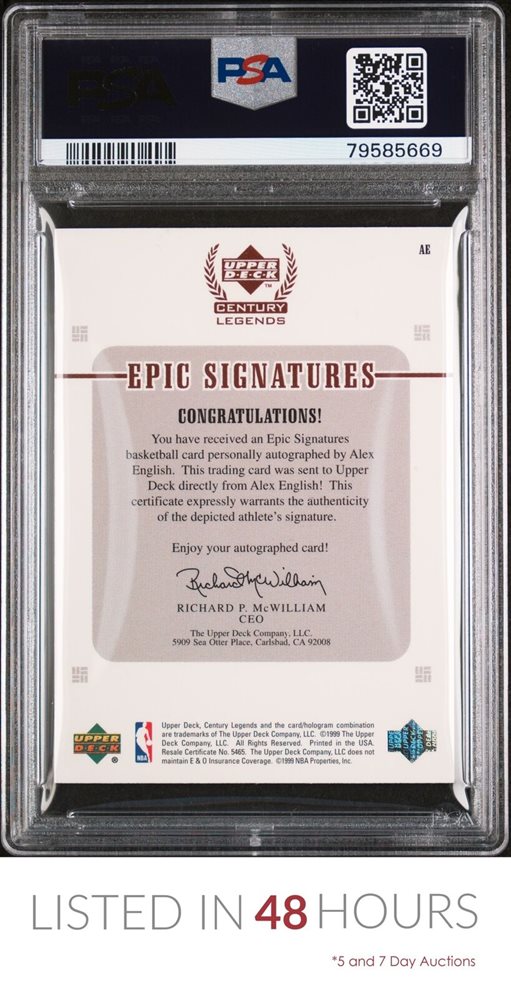 PSA
PSA
79585669
AE
UPPER
D·E·C·K
TM
CENTURY
LEGENDS
EPIC SIGNATURES
CONGRATULATIONS!
You have received an Epic Signatures
basketball card personally autographed by Alex
English. This trading card was sent to Upper
Deck directly from Alex English! This
certificate expressly warrants the authenticity
of the depicted athlete's signature.
Enjoy your autographed card!
Richard McWilliam
RICHARD P. McWILLIAM
CEO
The Upper Deck Company, LLC.
5909 Sea Otter Place, Carlsbad, CA 92008
Upper Deck, Century Legends and the card/hologram combination
are trademarks of The Upper Deck Company, LLC. ©1999 The Upper
Deck Company, LLC. All Rights Reserved. Printed in the USA.
Resale Certificate No. 5465. The Upper Deck Company, LLC does not
maintain E & O Insurance Coverage. ©1999 NBA Properties, Inc.
UPPER
D·E·C·K
®
NBA
PSA
LISTED IN 48 HOURS
*5 and 7 Day Auctions